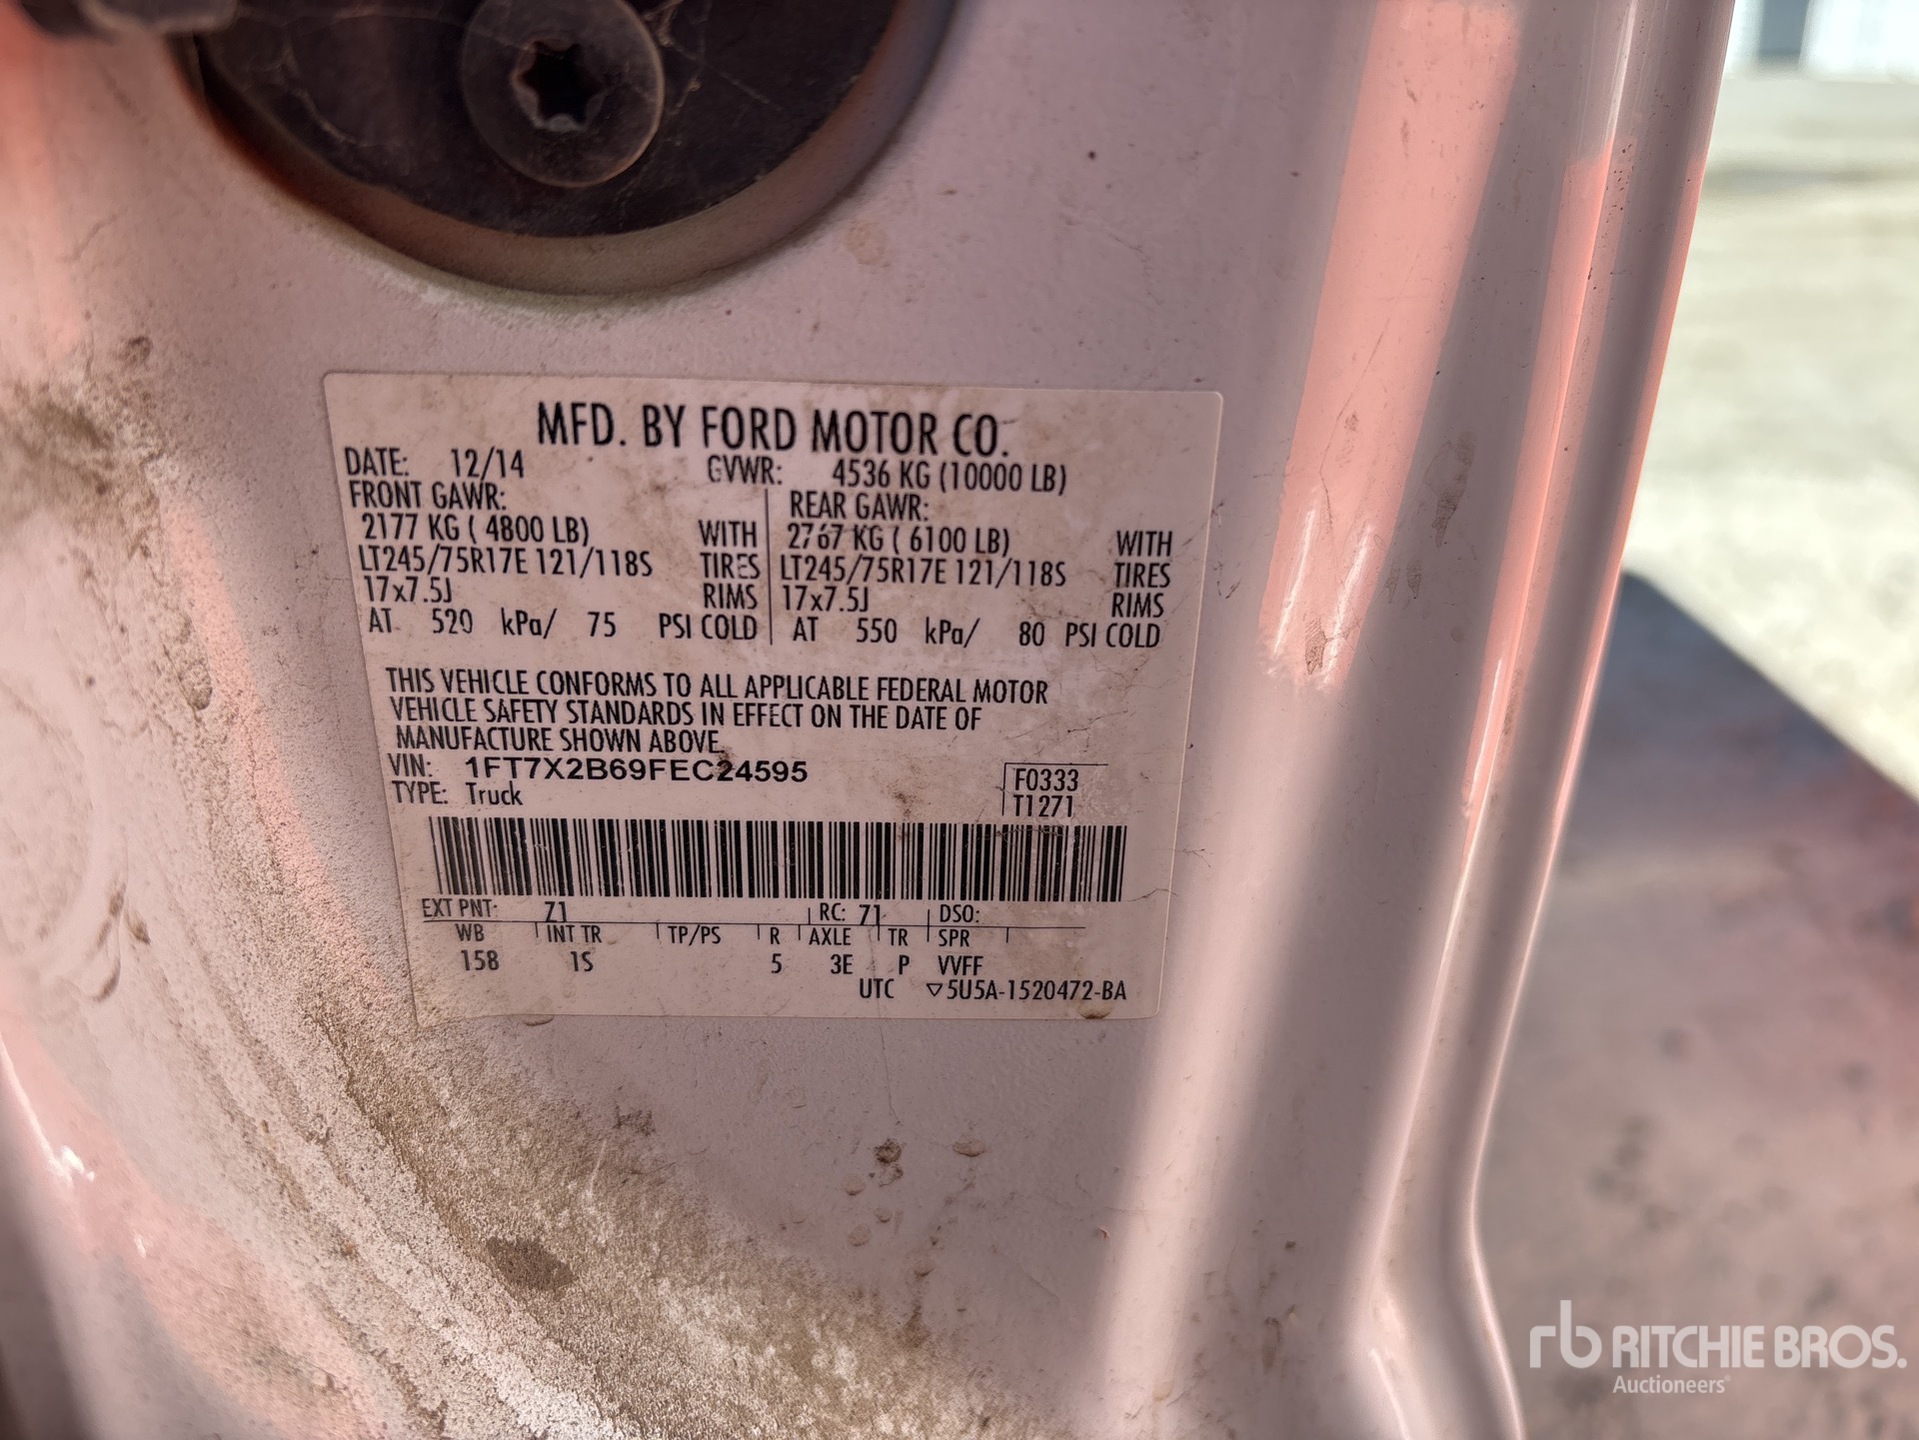 MFD. BY FORD MOTOR CO.
DATE: 12/14 GVWR: 4536 KG (10000 LB)
FRONT GAWR: REAR GAWR:
2177 KG ( 4800 LB) WITH 2767 KG ( 6100 LB) WITH
LT245/75R17E 121/118S TIRES LT245/75R17E 121/118S TIRES
17x7.5J RIMS 17x7.5J RIMS
AT 520 kPa/ 75 PSI COLD AT 550 kPa/ 80 PSI COLD
THIS VEHICLE CONFORMS TO ALL APPLICABLE FEDERAL MOTOR
VEHICLE SAFETY STANDARDS IN EFFECT ON THE DATE OF
MANUFACTURE SHOWN ABOVE.
VIN: 1FT7X2B69FEC24595
TYPE: Truck
F0333
T1271
EXT PNT: Z1 RC: 71 DSO:
WB INT TR TP/PS R AXLE TR SPR
158 1S 5 3E P VVFF
UTC ▽5U5A-1520472-BA
rb RITCHIE BROS.
Auctioneers